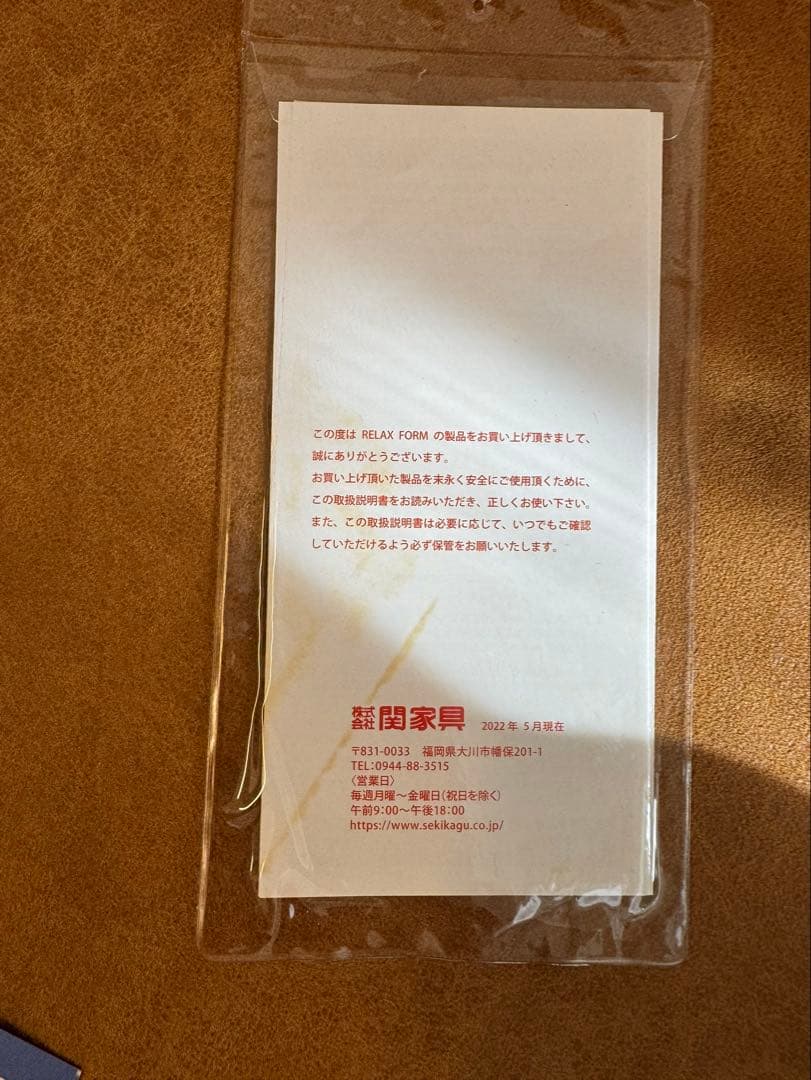 この度は RELAX FORM の製品をお買い上げ頂きまして、
誠にありがとうございます。
お買い上げ頂いた製品を末永く安全にご使用頂くために、
この取扱説明書をお読みいただき、正しくお使い下さい。
また、この取扱説明書は必要に応じて、いつでもご確認
していただけるよう必ず保管をお願いいたします。
株式会社 関家具 2022年 5月現在
〒831-0033 福岡県大川市幡保201-1
TEL:0944-88-3515
〈営業日〉
毎週月曜〜金曜日(祝日を除く)
午前9:00〜午後18:00
https://www.sekikagu.co.jp/